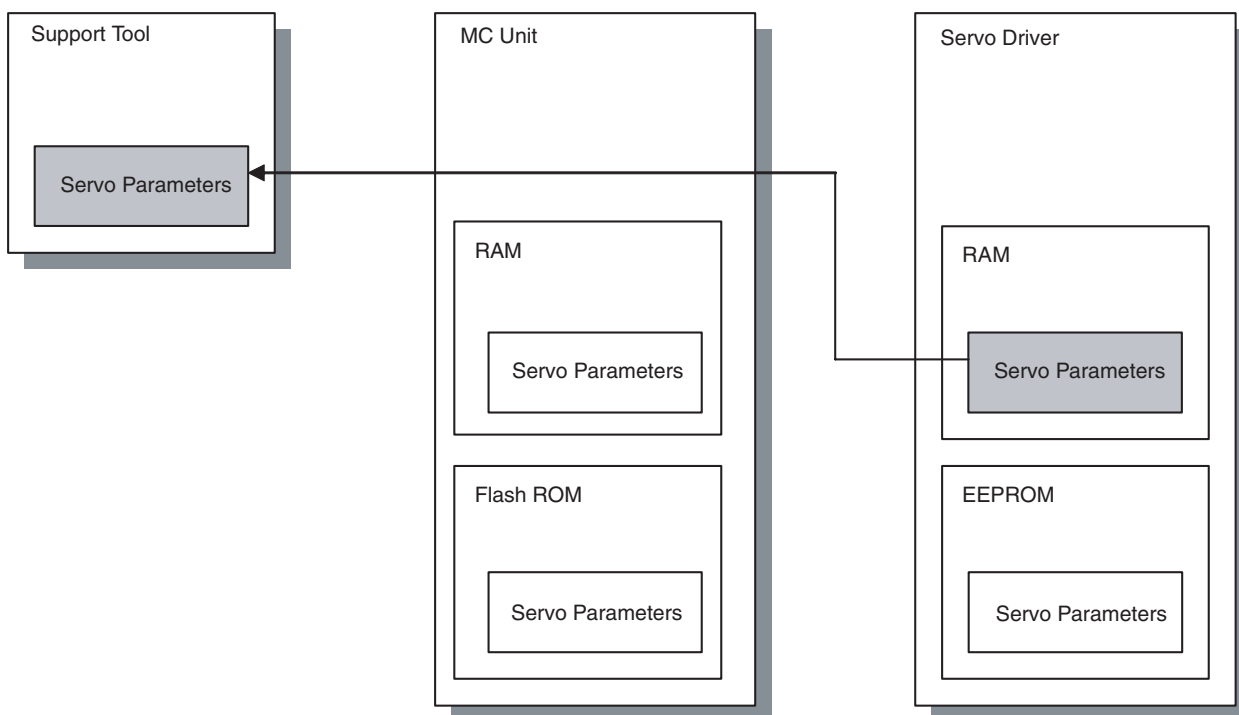 Support Tool
Servo Parameters
MC Unit
RAM
Servo Parameters
Flash ROM
Servo Parameters
Servo Driver
RAM
Servo Parameters
EEPROM
Servo Parameters